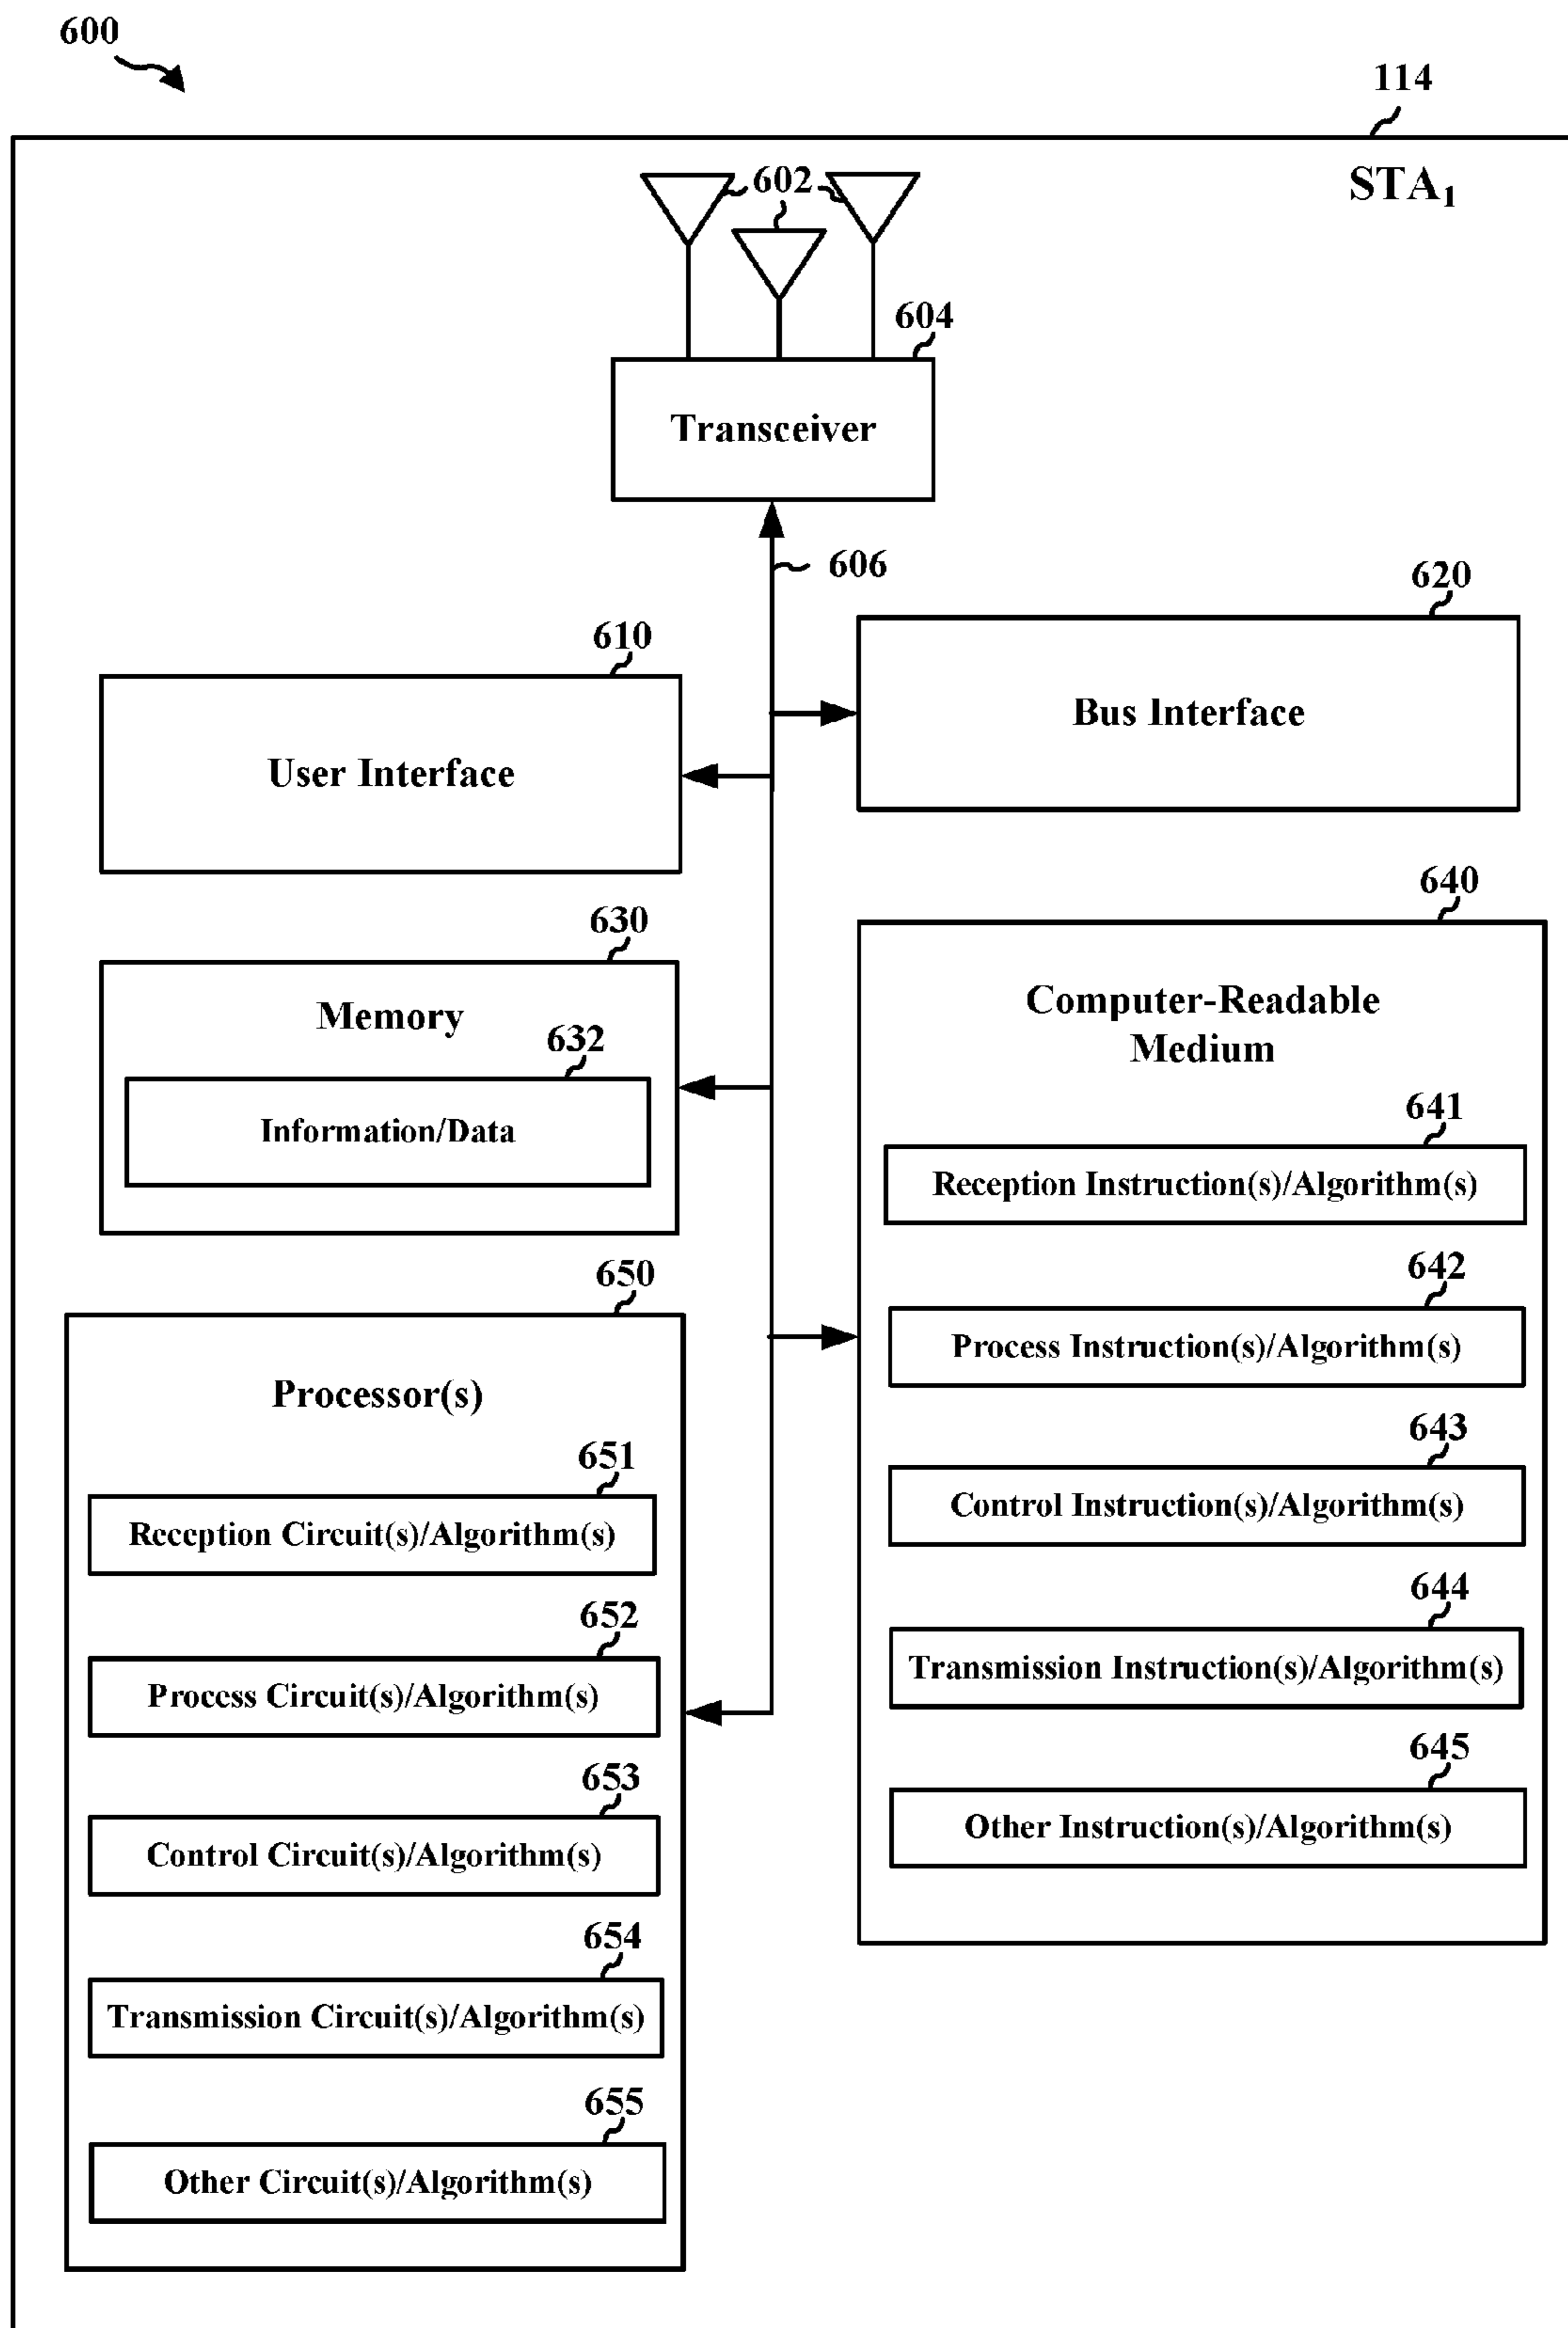 600
114
STA₁
602
604
Transceiver
606
620
Bus Interface
610
User Interface
630
Memory
632
Information/Data
640
Computer-Readable
Medium
641
Reception Instruction(s)/Algorithm(s)
642
Process Instruction(s)/Algorithm(s)
643
Control Instruction(s)/Algorithm(s)
644
Transmission Instruction(s)/Algorithm(s)
645
Other Instruction(s)/Algorithm(s)
650
Processor(s)
651
Reception Circuit(s)/Algorithm(s)
652
Process Circuit(s)/Algorithm(s)
653
Control Circuit(s)/Algorithm(s)
654
Transmission Circuit(s)/Algorithm(s)
655
Other Circuit(s)/Algorithm(s)